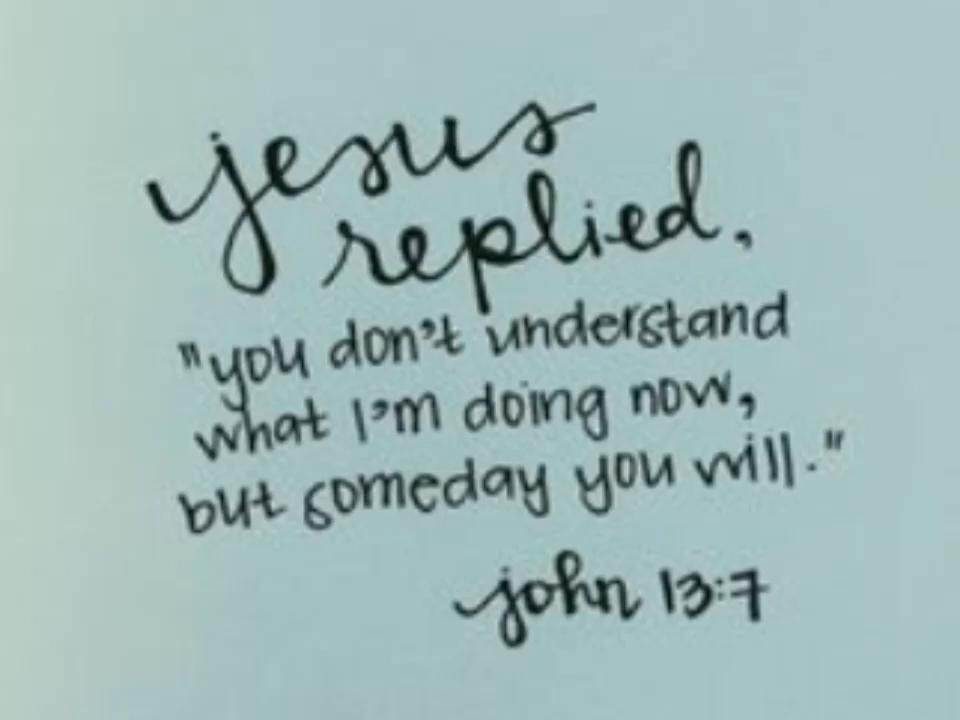 jesus
replied,
"you don't understand
what I'm doing now,
but someday you will."
john 13:7